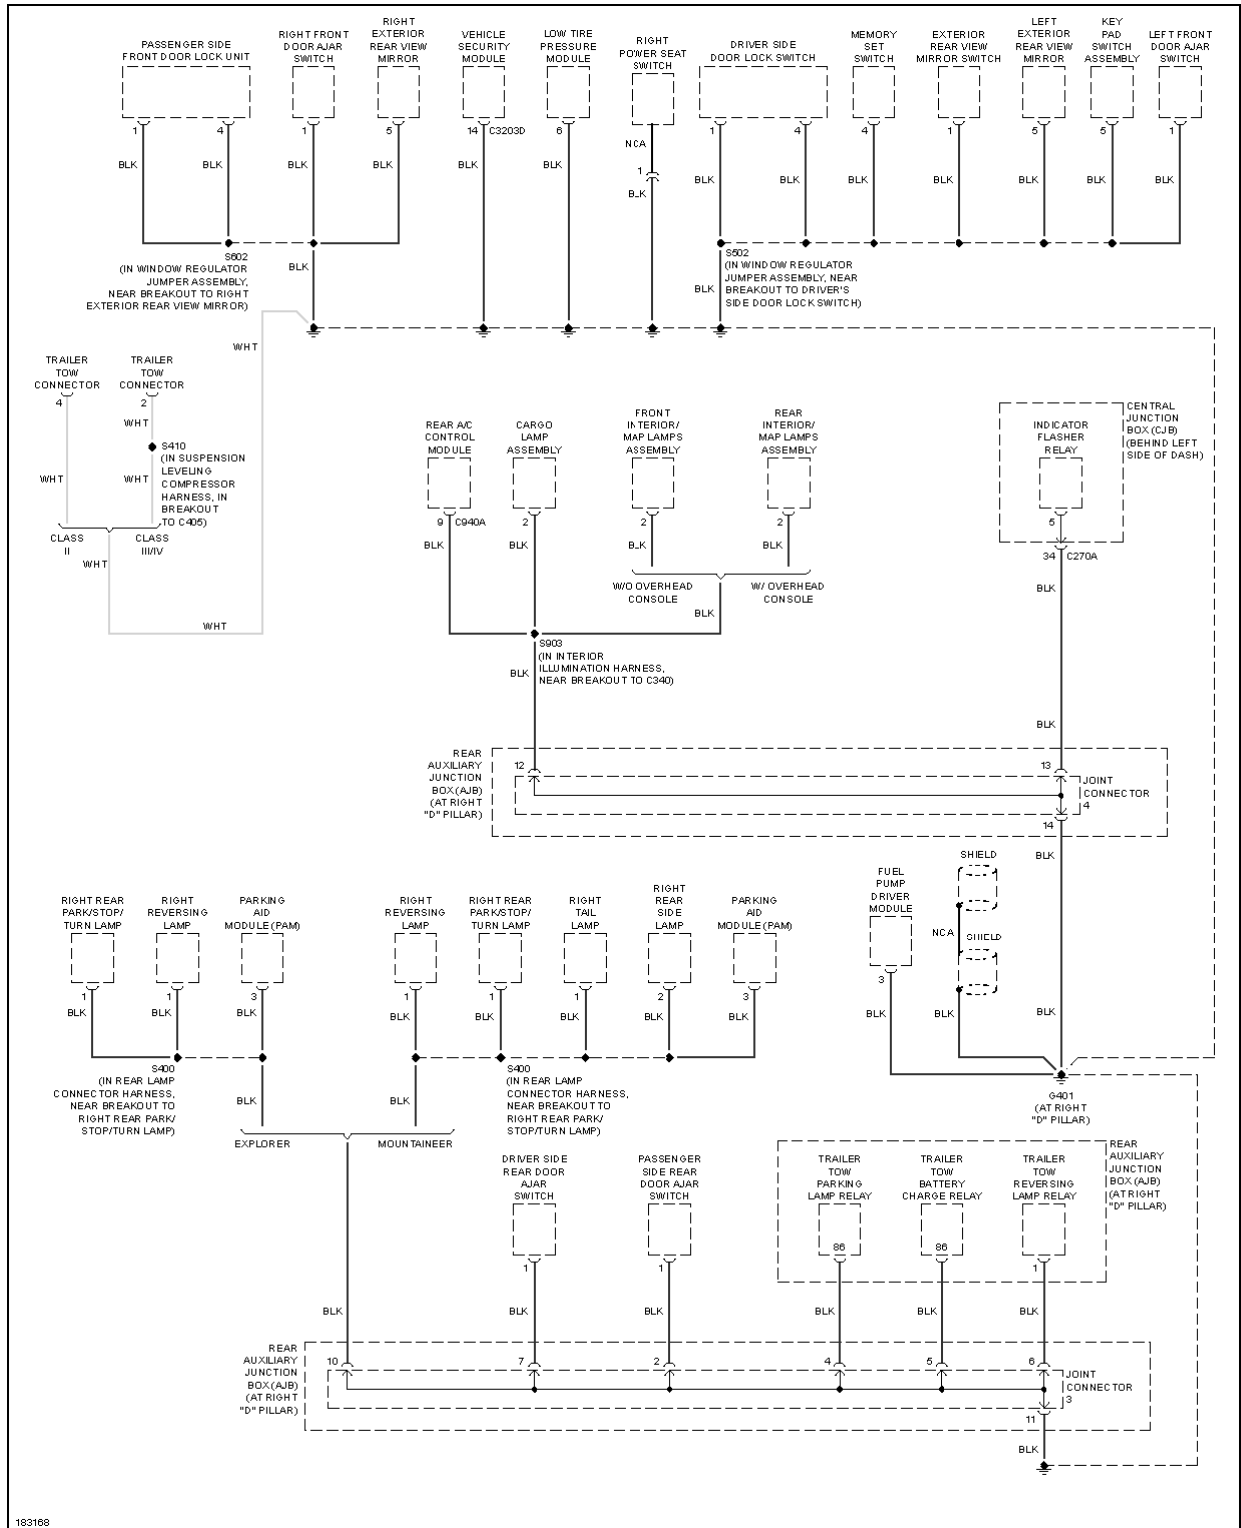 PASSENGER SIDE
FRONT DOOR LOCK UNIT
RIGHT FRONT
DOOR AJAR
SWITCH
RIGHT
EXTERIOR
REAR VIEW
MIRROR
VEHICLE
SECURITY
MODULE
LOW TIRE
PRESSURE
MODULE
RIGHT
POWER SEAT
SWITCH
DRIVER SIDE
DOOR LOCK SWITCH
MEMORY
SET
SWITCH
EXTERIOR
REAR VIEW
MIRROR SWITCH
LEFT
EXTERIOR
REAR VIEW
MIRROR
KEY
PAD
SWITCH
ASSEMBLY
LEFT FRONT
DOOR AJAR
SWITCH
1 4 1 5 14 C3203D 6 1 4 4 1 5 5 1
NCA
1
BLK BLK BLK BLK BLK BLK B_K BLK BLK BLK BLK BLK BLK BLK
S602
(IN WINDOW REGULATOR
JUMPER ASSEMBLY,
NEAR BREAKOUT TO RIGHT
EXTERIOR REAR VIEW MIRROR)
BLK
S502
(IN WINDOW REGULATOR
JUMPER ASSEMBLY, NEAR
BREAKOUT TO DRIVER'S
SIDE DOOR LOCK SWITCH)
BLK
WHT
TRAILER
TOW
CONNECTOR
4
TRAILER
TOW
CONNECTOR
2
WHT
S410
(IN SUSPENSION
LEVELING
COMPRESSOR
HARNESS, IN
BREAKOUT
TO C405)
WHT WHT
CLASS
II
CLASS
III/IV
WHT
WHT
REAR A/C
CONTROL
MODULE
CARGO
LAMP
ASSEMBLY
FRONT
INTERIOR/
MAP LAMPS
ASSEMBLY
REAR
INTERIOR/
MAP LAMPS
ASSEMBLY
9 C940A 2 2 2
BLK BLK B_K BLK
W/O OVERHEAD
CONSOLE
W/ OVERHEAD
CONSOLE
BLK
S903
(IN INTERIOR
ILLUMINATION HARNESS,
NEAR BREAKOUT TO C340)
BLK
INDICATOR
FLASHER
RELAY
5
CENTRAL
JUNCTION
BOX (CJB)
(BEHIND LEFT
SIDE OF DASH)
34 C270A
BLK
BLK
REAR
AUXILIARY
JUNCTION
BOX (AJB)
(AT RIGHT
"D" PILLAR)
12 13
JOINT
CONNECTOR
4
14
BLK
RIGHT REAR
PARK/STOP/
TURN LAMP
RIGHT
REVERSING
LAMP
PARKING
AID
MODULE (PAM)
RIGHT
REVERSING
LAMP
RIGHT REAR
PARK/STOP/
TURN LAMP
RIGHT
TAIL
LAMP
RIGHT
REAR
SIDE
LAMP
PARKING
AID
MODULE (PAM)
FUEL
PUMP
DRIVER
MODULE
SHIELD
NCA
SHIELD
1 1 3 1 1 1 2 3 3
BLK BLK BLK BLK BLK BLK BLK BLK BLK BLK BLK
S400
(IN REAR LAMP
CONNECTOR HARNESS,
NEAR BREAKOUT TO
RIGHT REAR PARK/
STOP/TURN LAMP)
BLK BLK
S400
(IN REAR LAMP
CONNECTOR HARNESS,
NEAR BREAKOUT TO
RIGHT REAR PARK/
STOP/TURN LAMP)
G401
(AT RIGHT
"D" PILLAR)
EXPLORER MOUNTAINEER
DRIVER SIDE
REAR DOOR
AJAR
SWITCH
PASSENGER
SIDE REAR
DOOR AJAR
SWITCH
TRAILER
TOW
PARKING
LAMP RELAY
TRAILER
TOW
BATTERY
CHARGE RELAY
TRAILER
TOW
REVERSING
LAMP RELAY
REAR
AUXILIARY
JUNCTION
BOX (AJB)
(AT RIGHT
"D" PILLAR)
86 86
1 1 1
BLK BLK BLK BLK BLK BLK
REAR
AUXILIARY
JUNCTION
BOX (AJB)
(AT RIGHT
"D" PILLAR)
10 7 2 4 5 6
JOINT
CONNECTOR
3
11
BLK
183168